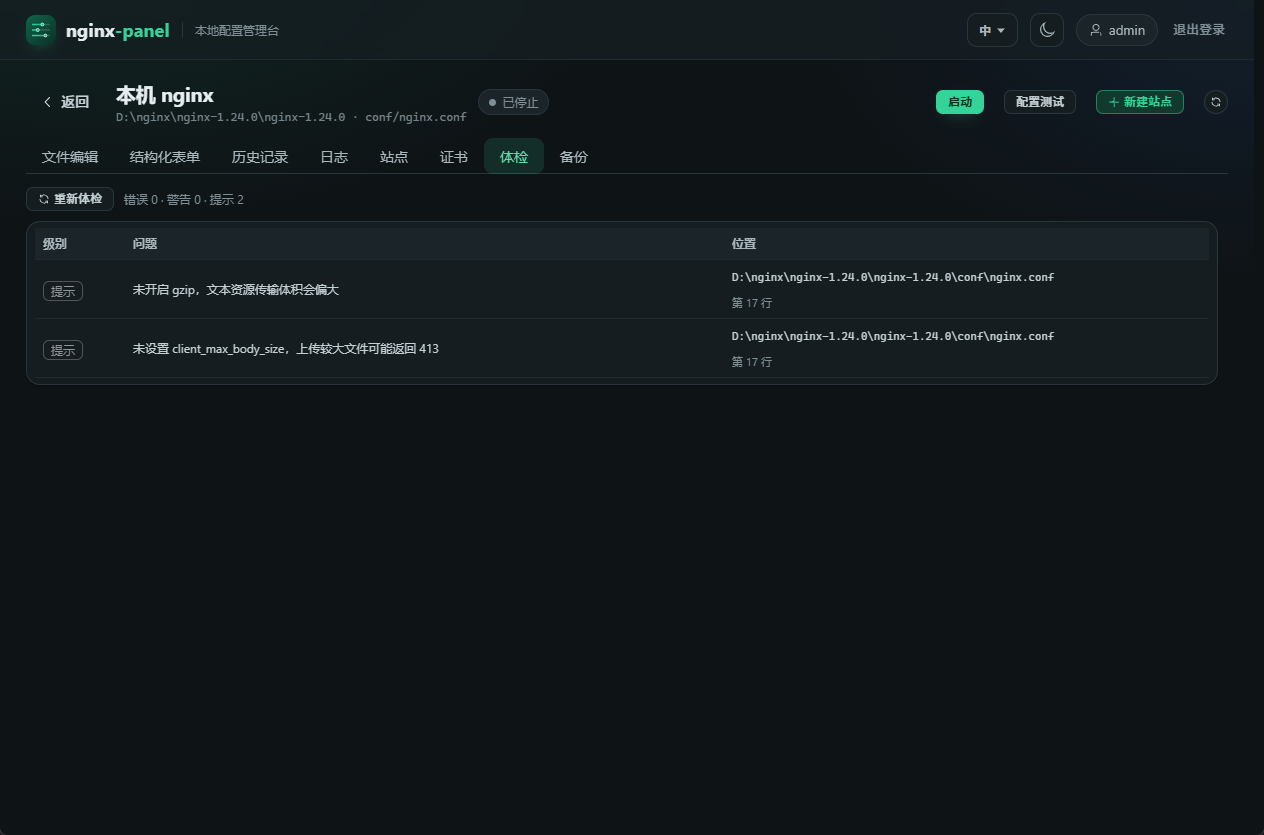 nginx-panel 本地配置管理台 中 admin 退出登录
返回 本机 nginx 已停止 启动 配置测试 新建站点
D:\nginx\nginx-1.24.0\nginx-1.24.0 · conf/nginx.conf
文件编辑 结构化表单 历史记录 日志 站点 证书 体检 备份
重新体检 错误 0 · 警告 0 · 提示 2
级别 问题 位置
提示 未开启 gzip，文本资源传输体积会偏大 D:\nginx\nginx-1.24.0\nginx-1.24.0\conf\nginx.conf
第 17 行
提示 未设置 client_max_body_size，上传较大文件可能返回 413 D:\nginx\nginx-1.24.0\nginx-1.24.0\conf\nginx.conf
第 17 行